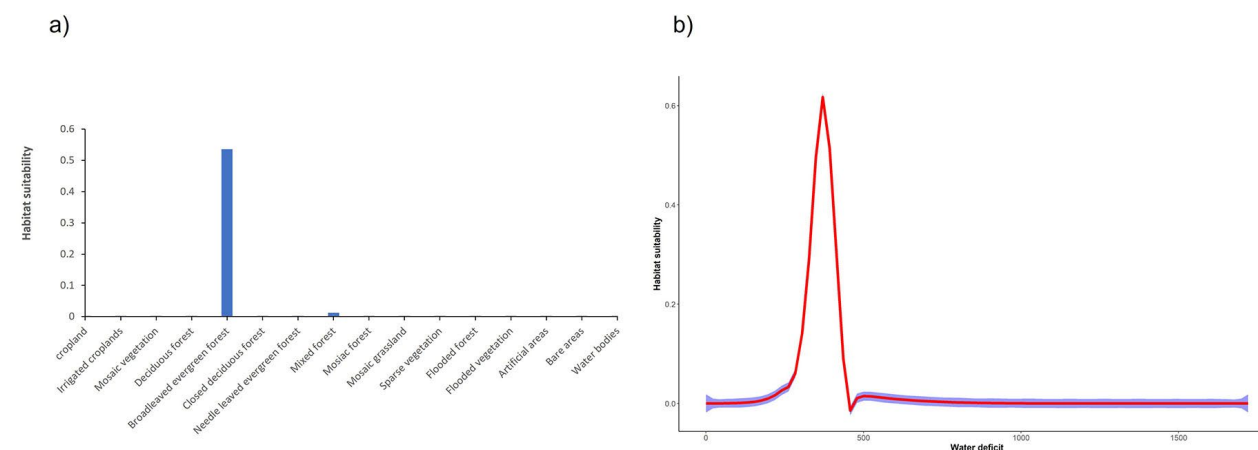 a)
Habitat suitability
0.6
0.5
0.4
0.3
0.2
0.1
0
cropland
Irrigated croplands
Mosaic vegetation
Deciduous forest
Broadleaved evergreen forest
Closed deciduous forest
Needle leaved evergreen forest
Mixed forest
Mosiac forest
Mosaic grassland
Sparse vegetation
Flooded forest
Flooded vegetation
Artificial areas
Bare areas
Water bodies
b)
Habitat suitability
0.6
0.4
0.2
0.0
0
500
1000
1500
Water deficit